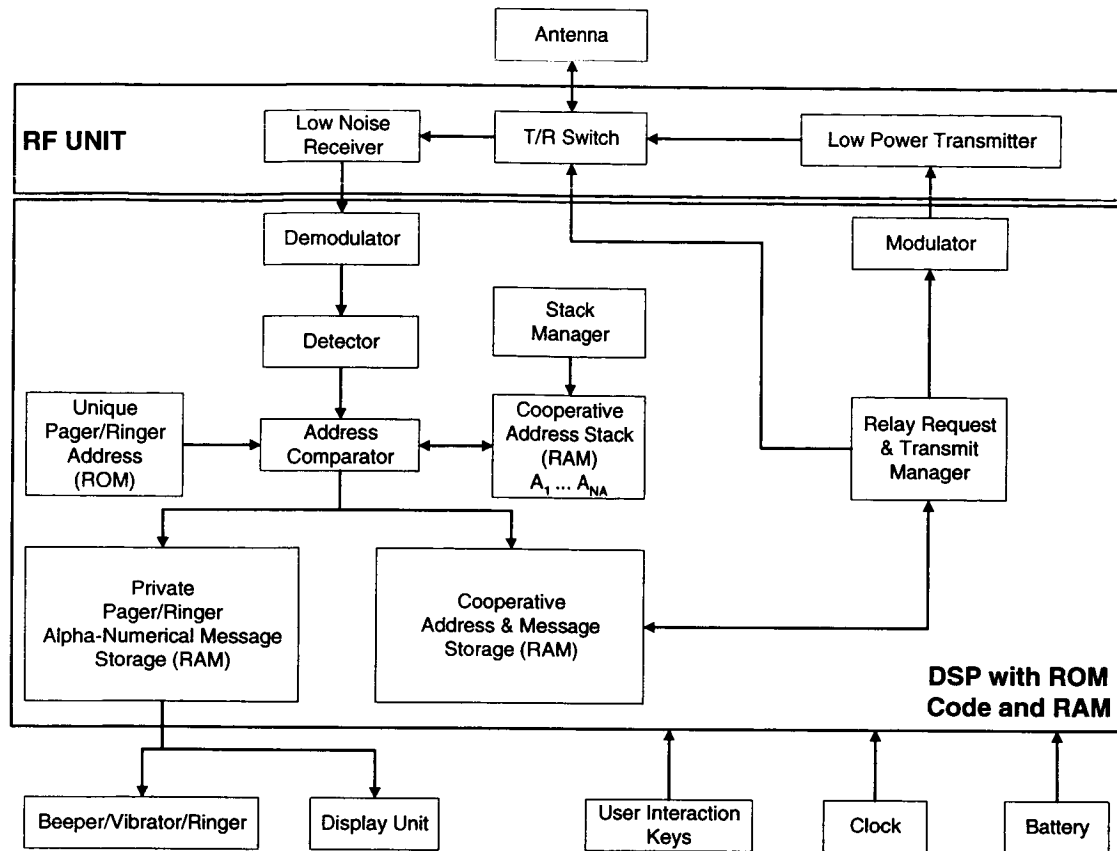 Antenna
RF UNIT
Low Noise
Receiver
T/R Switch
Low Power Transmitter
Demodulator
Modulator
Detector
Stack
Manager
Unique
Pager/Ringer
Address
(ROM)
Address
Comparator
Cooperative
Address Stack
(RAM)
A1 ... ANA
Relay Request
& Transmit
Manager
Private
Pager/Ringer
Alpha-Numerical Message
Storage (RAM)
Cooperative
Address & Message
Storage (RAM)
DSP with ROM
Code and RAM
Beeper/Vibrator/Ringer
Display Unit
User Interaction
Keys
Clock
Battery